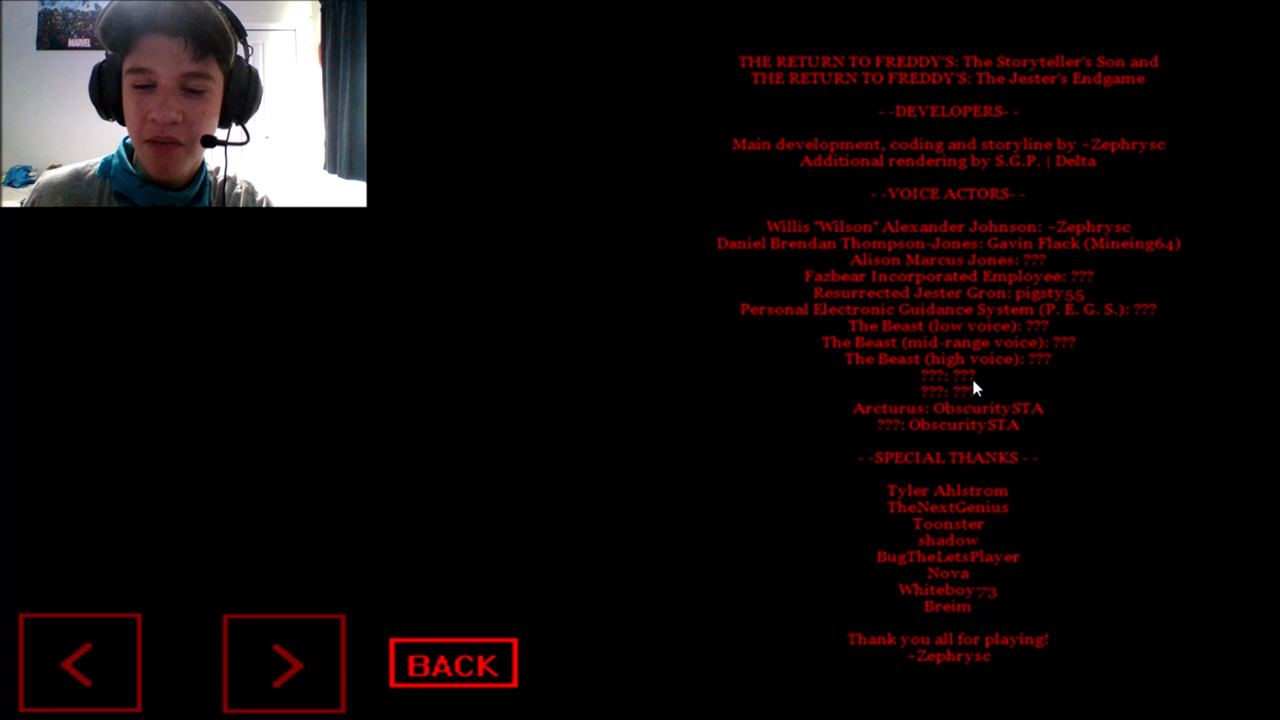 MARVEL
THE RETURN TO FREDDY'S: The Storyteller's Son and
THE RETURN TO FREDDY'S: The Jester's Endgame
- -DEVELOPERS- -
Main development, coding and storyline by ~Zephrysc
Additional rendering by S.G.P. | Delta
- -VOICE ACTORS- -
Willis "Wilson" Alexander Johnson: ~Zephrysc
Daniel Brendan Thompson-Jones: Gavin Flack (Mineing64)
Alison Marcus Jones: ???
Fazbear Incorporated Employee: ???
Resurrected Jester Gron: pigsty55
Personal Electronic Guidance System (P. E. G. S.): ???
The Beast (low voice): ???
The Beast (mid-range voice): ???
The Beast (high voice): ???
???: ???
???: ???
Arcturus: ObscuritySTA
???: ObscuritySTA
- -SPECIAL THANKS - -
Tyler Ahlstrom
TheNextGenius
Toonster
shadow
BugTheLetsPlayer
Nova
Whiteboy73
Breim
Thank you all for playing!
~Zephrysc
< > BACK